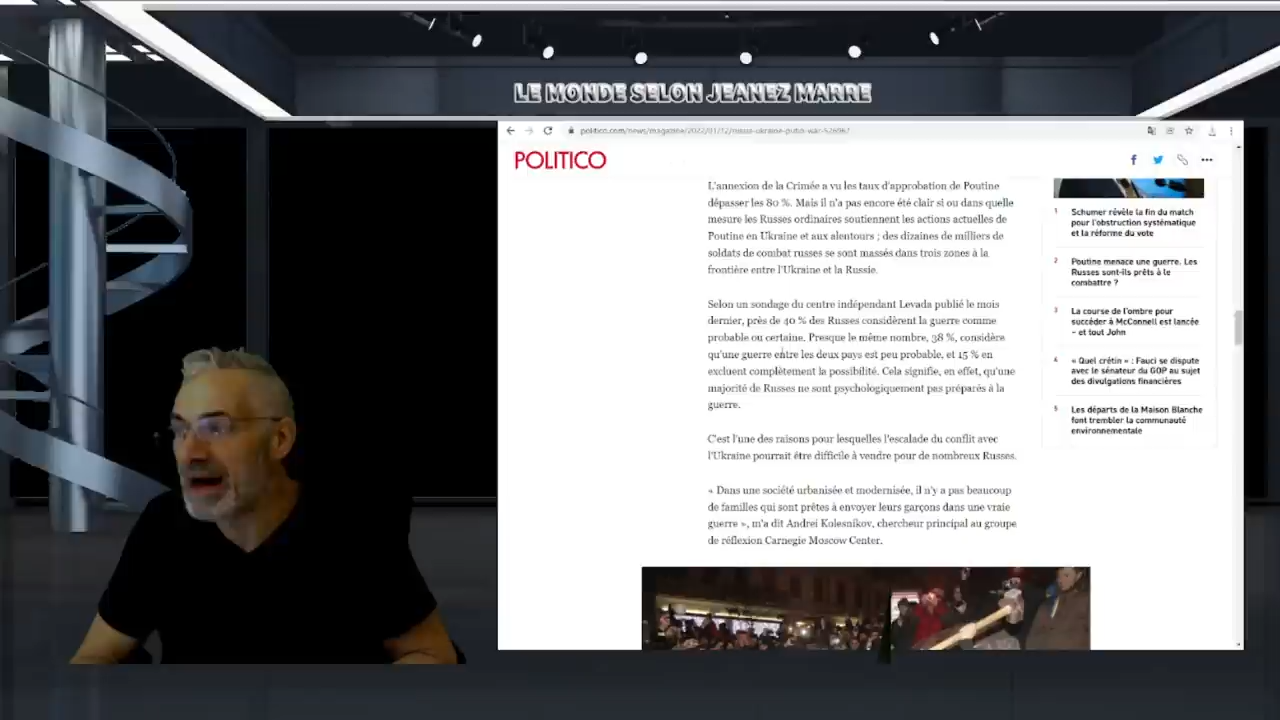 LE MONDE SELON JEANEZ MARRE
POLITICO
L'annexion de la Crimée a vu les taux d'approbation de Poutine
dépasser les 80 %. Mais il n'a pas encore été clair si ou dans quelle
mesure les Russes ordinaires soutiennent les actions actuelles de
Poutine en Ukraine et aux alentours ; des dizaines de milliers de
soldats de combat russes se sont massés dans trois zones à la
frontière entre l'Ukraine et la Russie.
Selon un sondage du centre indépendant Levada publié le mois
dernier, près de 40 % des Russes considèrent la guerre comme
probable ou certaine. Presque le même nombre, 38 %, considère
qu'une guerre entre les deux pays est peu probable, et 15 % en
excluent complètement la possibilité. Cela signifie, en effet, qu'une
majorité de Russes ne sont psychologiquement pas préparés à la
guerre.
C'est l'une des raisons pour lesquelles l'escalade du conflit avec
l'Ukraine pourrait être difficile à vendre pour de nombreux Russes.
« Dans une société urbanisée et modernisée, il n'y a pas beaucoup
de familles qui sont prêtes à envoyer leurs garçons dans une vraie
guerre », m'a dit Andrei Kolesnikov, chercheur principal au groupe
de réflexion Carnegie Moscow Center.
1 Schumer révèle la fin du match
pour l'obstruction systématique
et la réforme du vote
2 Poutine menace une guerre. Les
Russes sont-ils prêts à le
combattre ?
3 La course de l'ombre pour
succéder à McConnell est lancée
– et tout John
4 « Quel crétin » : Fauci se dispute
avec le sénateur du GOP au sujet
des divulgations financières
5 Les départs de la Maison Blanche
font trembler la communauté
environnementale